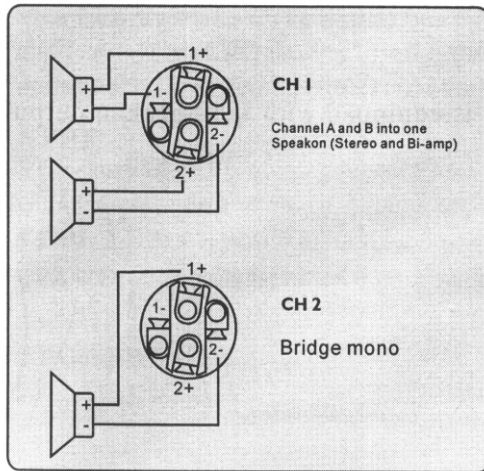 1+
+
-
1-
CH 1
Channel A and B into one
Speakon (Stereo and Bi-amp)
2-
+
-
2+
1+
1-
CH 2
2-
Bridge mono
2+
+
-